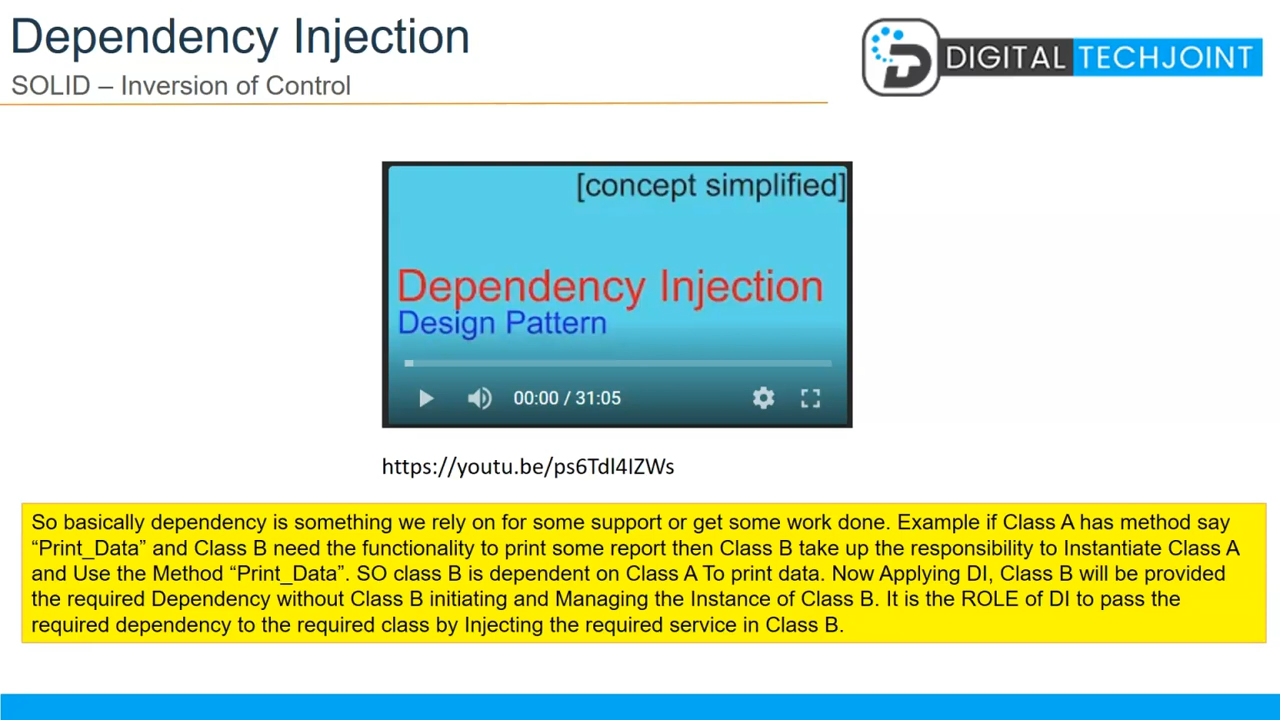 Dependency Injection
SOLID – Inversion of Control
DIGITAL TECHJOINT
[concept simplified]
Dependency Injection
Design Pattern
00:00 / 31:05
https://youtu.be/ps6Tdl4IZWs
So basically dependency is something we rely on for some support or get some work done. Example if Class A has method say
“Print_Data” and Class B need the functionality to print some report then Class B take up the responsibility to Instantiate Class A
and Use the Method “Print_Data”. SO class B is dependent on Class A To print data. Now Applying DI, Class B will be provided
the required Dependency without Class B initiating and Managing the Instance of Class B. It is the ROLE of DI to pass the
required dependency to the required class by Injecting the required service in Class B.